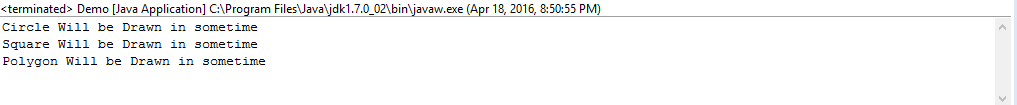 <terminated> Demo [Java Application] C:\Program Files\Java\jdk1.7.0_02\bin\javaw.exe (Apr 18, 2016, 8:50:55 PM)
Circle Will be Drawn in sometime
Square Will be Drawn in sometime
Polygon Will be Drawn in sometime